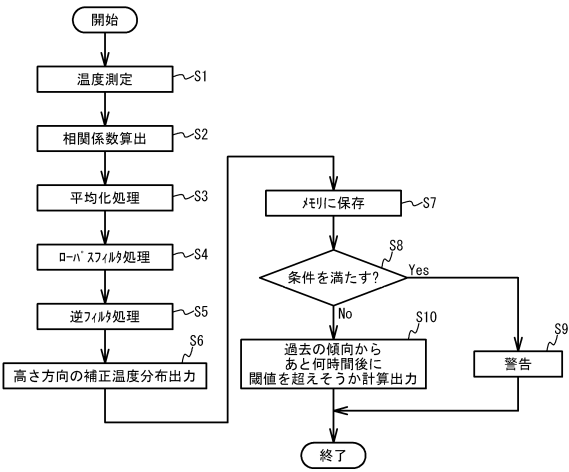 開始
温度測定
S1
相関係数算出
S2
平均化処理
S3
ﾛｰﾊﾟｽﾌｨﾙﾀ処理
S4
逆ﾌｨﾙﾀ処理
S5
S6
高さ方向の補正温度分布出力
ﾒﾓﾘに保存
S7
S8
条件を満たす?
Yes
No
S10
過去の傾向から
あと何時間後に
閾値を超えそうか計算出力
S9
警告
終了